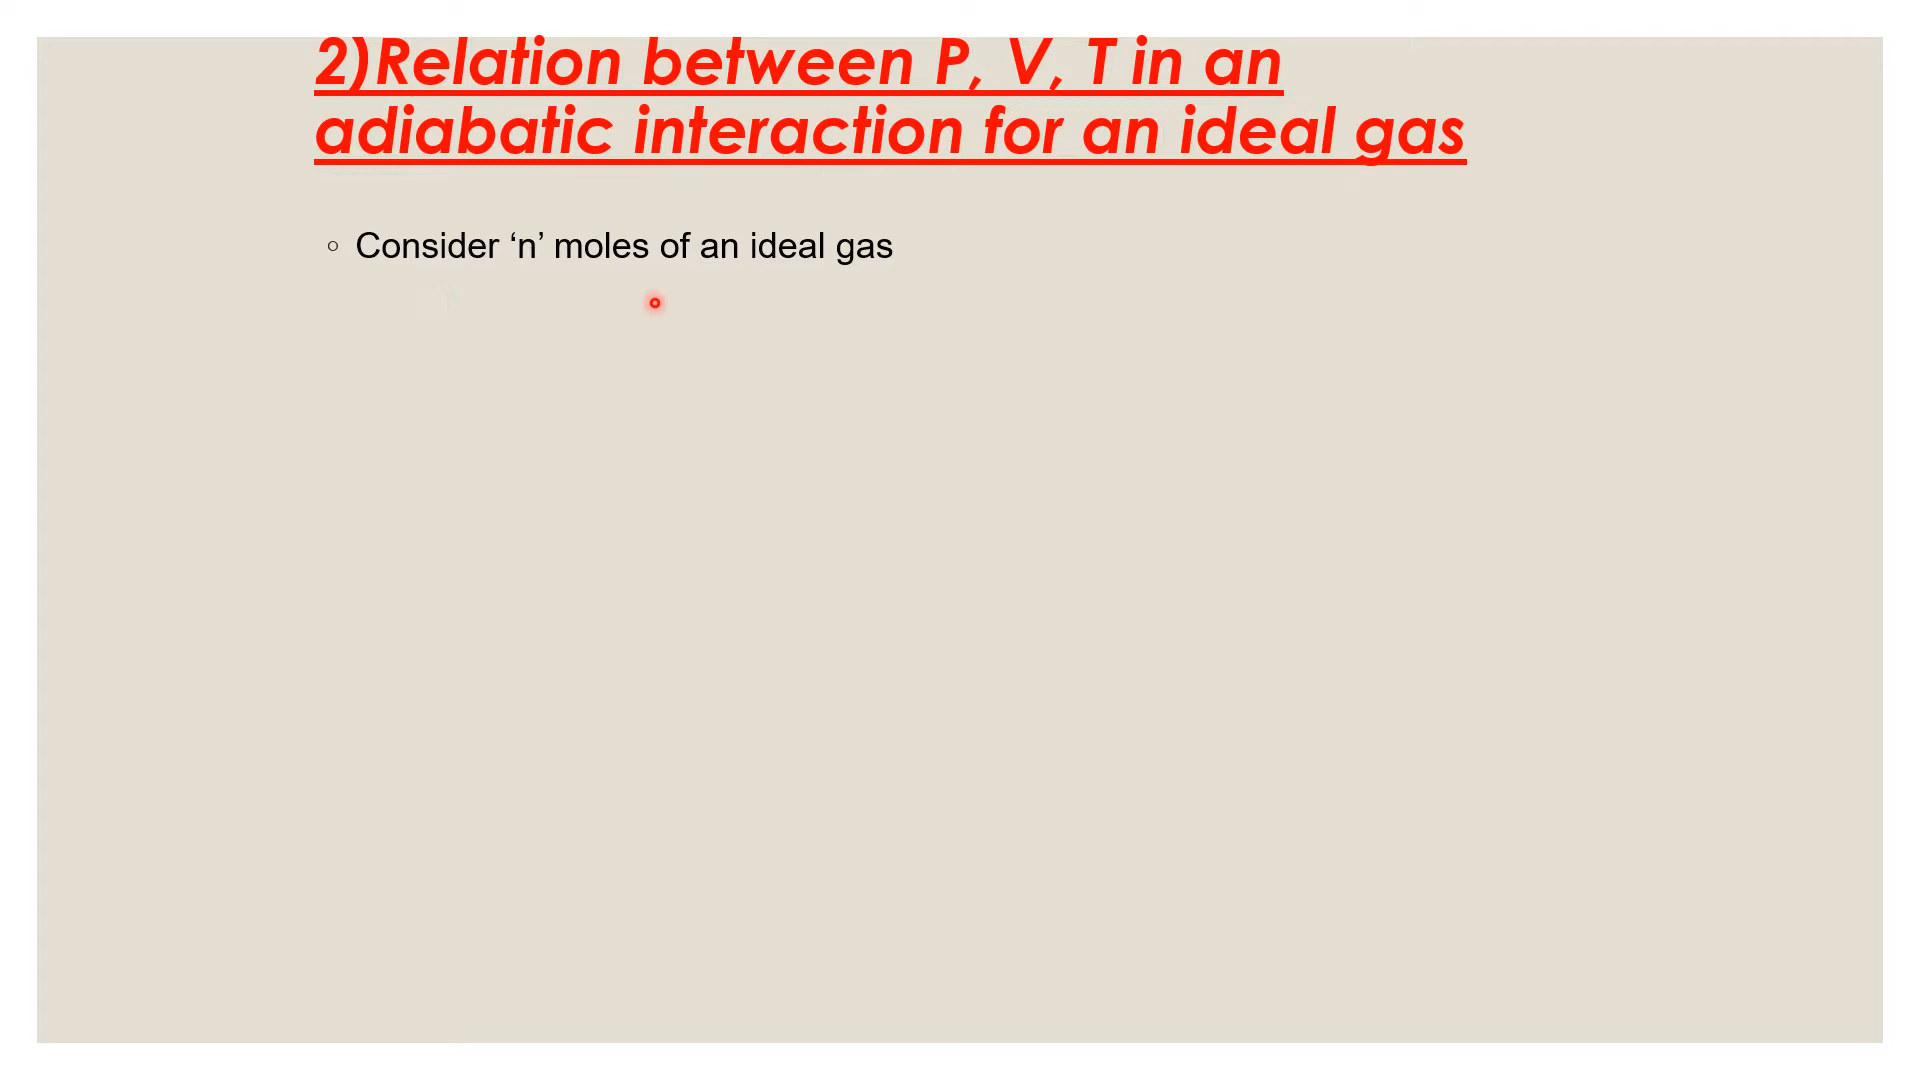 2)Relation between P, V, T in an
adiabatic interaction for an ideal gas
◦ Consider ‘n’ moles of an ideal gas